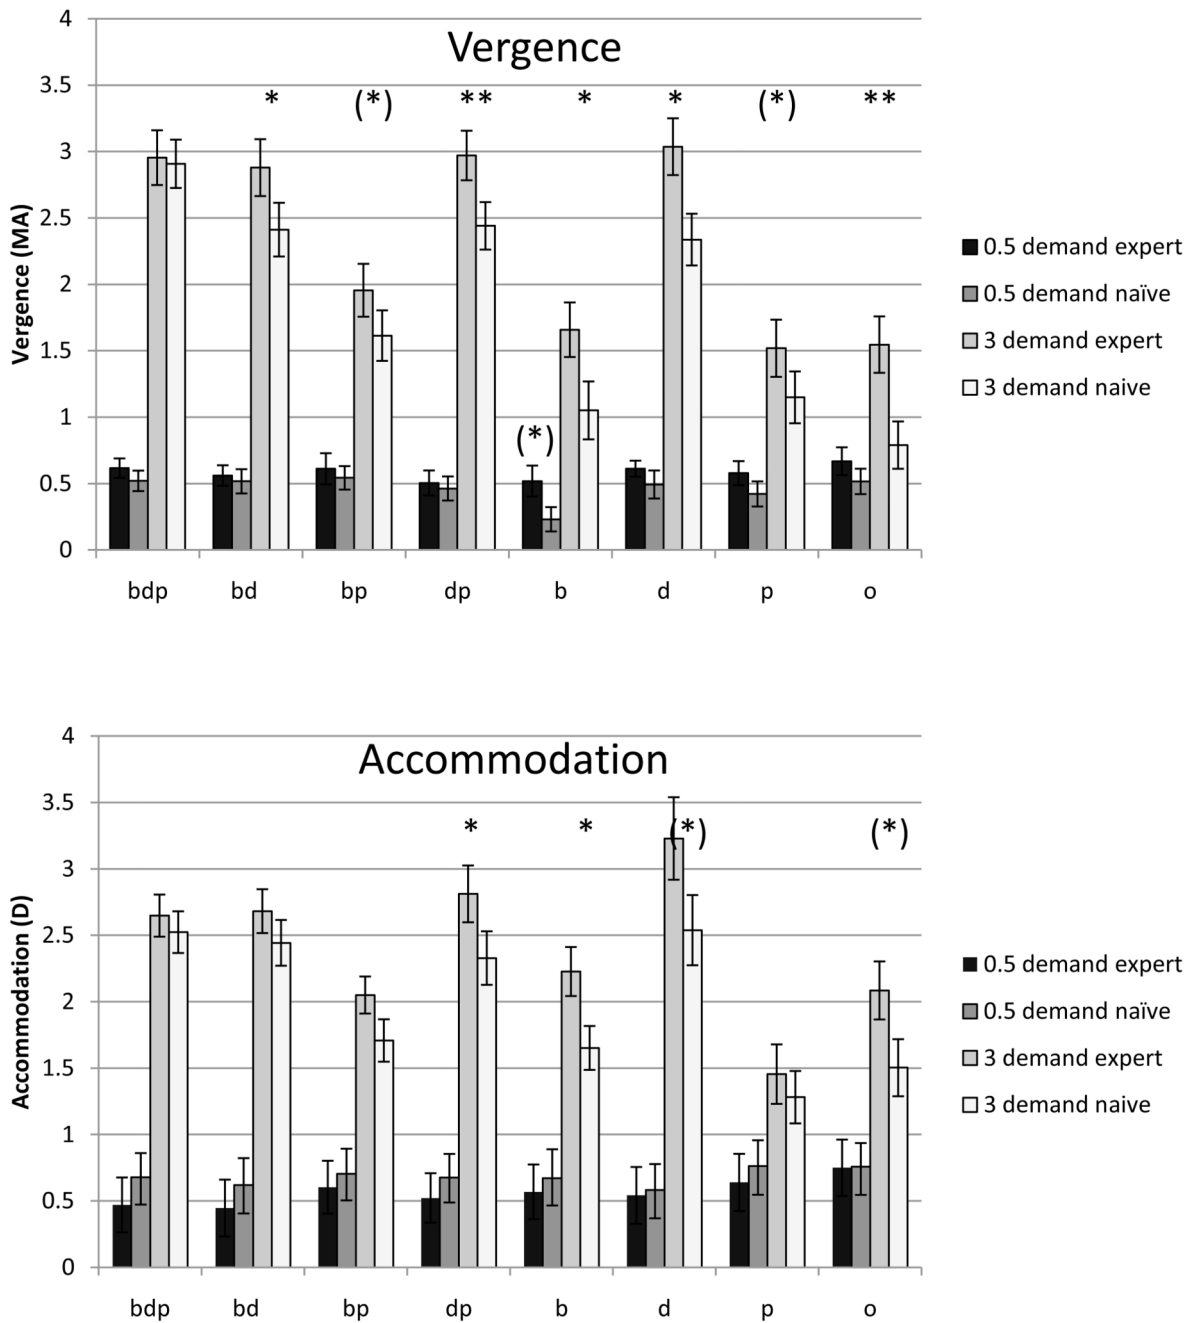 Vergence
4
3.5
3
2.5
2
1.5
1
0.5
0
Vergence (MA)
* (*) ** * * (*) **
(*)
bdp bd bp dp b d p o
0.5 demand expert
0.5 demand naïve
3 demand expert
3 demand naive
Accommodation
4
3.5
3
2.5
2
1.5
1
0.5
0
Accommodation (D)
* * (*) (*)
bdp bd bp dp b d p o
0.5 demand expert
0.5 demand naïve
3 demand expert
3 demand naive